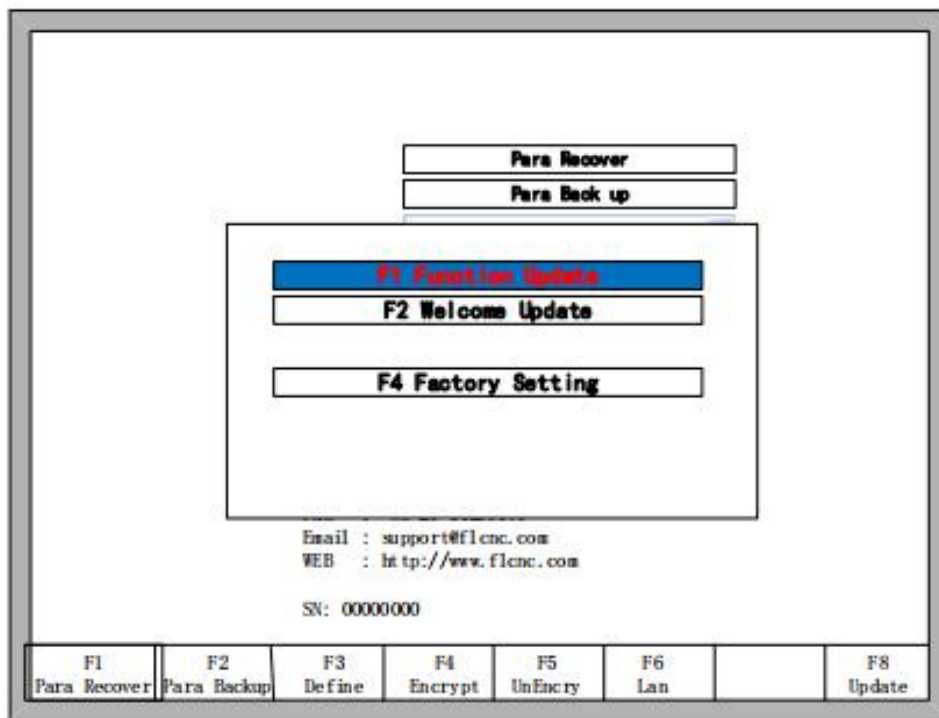 Para Recover
Para Back up
F1 Function Update
F2 Welcome Update
F4 Factory Setting
Email : support@flcnc.com
WEB : http://www.flcnc.com
SN: 00000000
F1 F2 F3 F4 F5 F6 F8
Para Recover Para Backup Define Encrypt UnEncry Lan Update